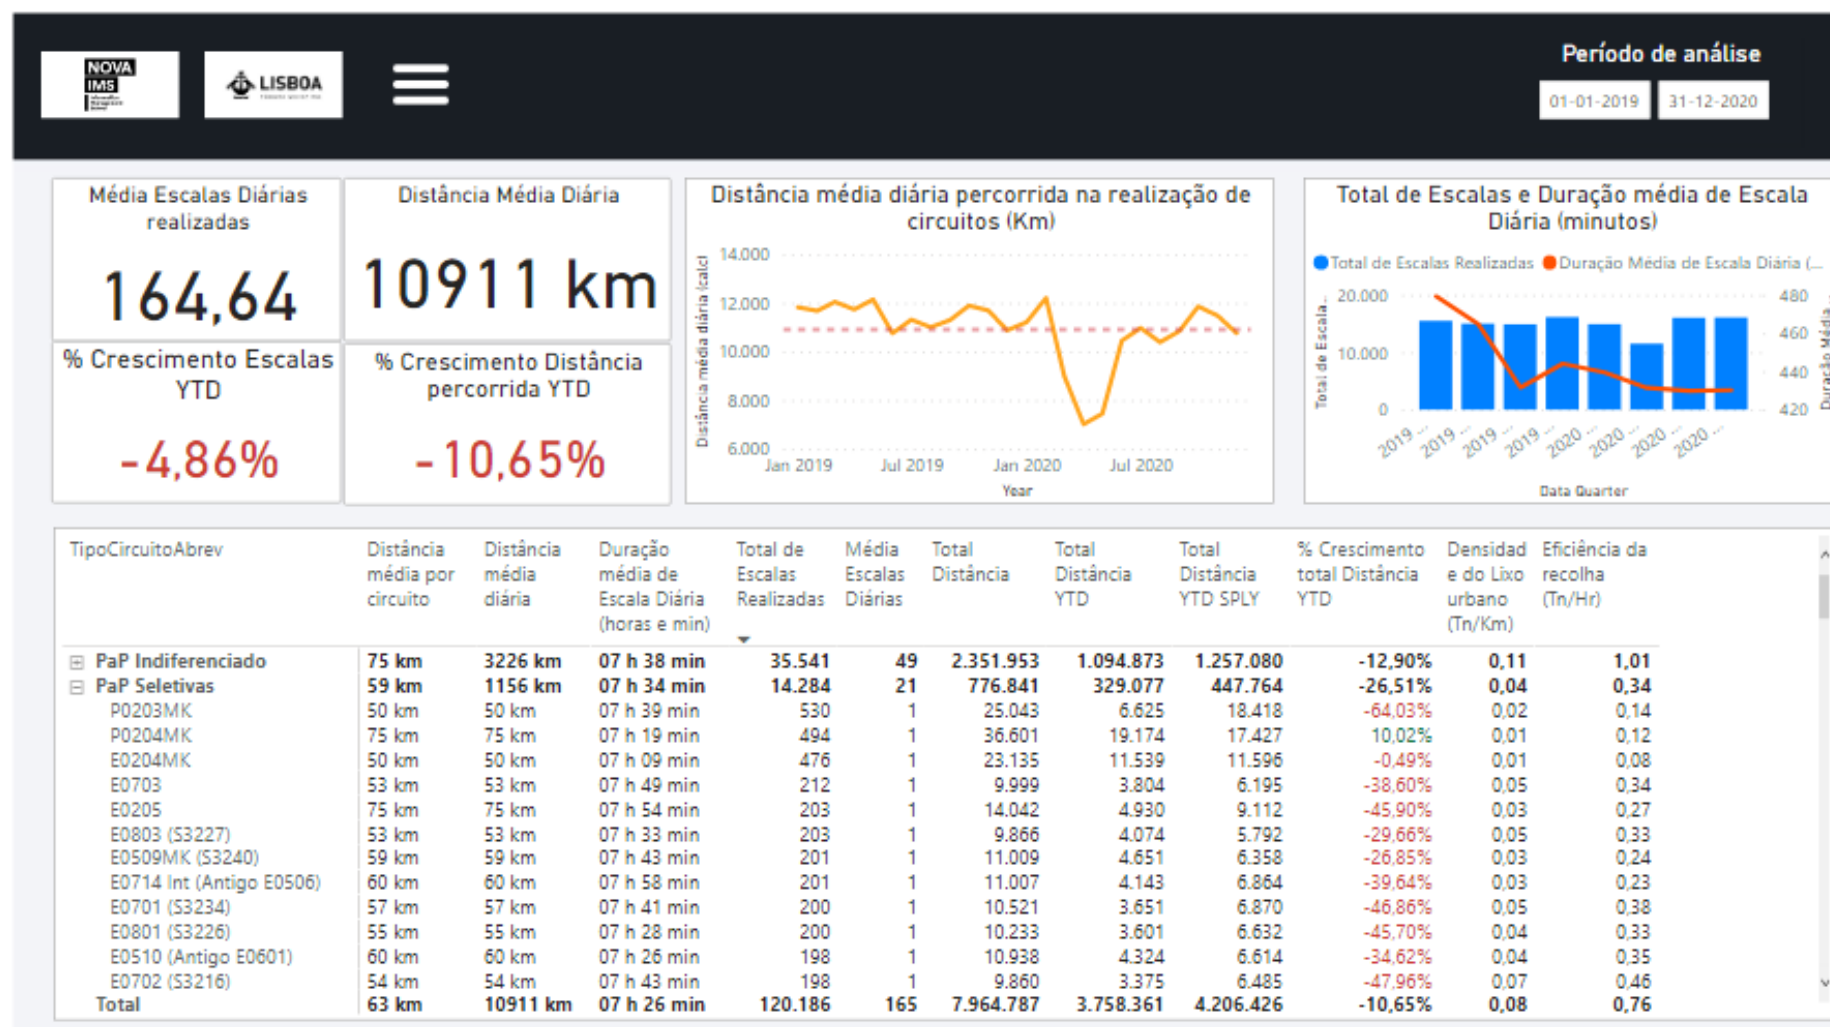 NOVA
IMS
LISBOA
Período de análise
01-01-2019 31-12-2020
Média Escalas Diárias
realizadas
164,64
Distância Média Diária
10911 km
% Crescimento Escalas
YTD
-4,86%
% Crescimento Distância
percorrida YTD
-10,65%
Distância média diária percorrida na realização de
circuitos (Km)
Distância média diária (calc)
14.000
12.000
10.000
8.000
6.000
Jan 2019 Jul 2019 Jan 2020 Jul 2020
Year
Total de Escalas e Duração média de Escala
Diária (minutos)
Total de Escalas Realizadas Duração Média de Escala Diária (...
Total de Escala...
20.000
10.000
0
480
460
440
420
Duração Média ...
2019 ... 2019 ... 2019 ... 2019 ... 2020 ... 2020 ... 2020 ... 2020 ...
Data Quarter
TipoCircuitoAbrev Distância média por circuito Distância média diária Duração média de Escala Diária (horas e min) Total de Escalas Realizadas Média Escalas Diárias Total Distância Total Distância YTD Total Distância YTD SPLY % Crescimento total Distância YTD Densidad e do Lixo urbano (Tn/Km) Eficiência da recolha (Tn/Hr)
PaP Indiferenciado 75 km 3226 km 07 h 38 min 35.541 49 2.351.953 1.094.873 1.257.080 -12,90% 0,11 1,01
PaP Seletivas 59 km 1156 km 07 h 34 min 14.284 21 776.841 329.077 447.764 -26,51% 0,04 0,34
P0203MK 50 km 50 km 07 h 39 min 530 1 25.043 6.625 18.418 -64,03% 0,02 0,14
P0204MK 75 km 75 km 07 h 19 min 494 1 36.601 19.174 17.427 10,02% 0,01 0,12
E0204MK 50 km 50 km 07 h 09 min 476 1 23.135 11.539 11.596 -0,49% 0,01 0,08
E0703 53 km 53 km 07 h 49 min 212 1 9.999 3.804 6.195 -38,60% 0,05 0,34
E0205 75 km 75 km 07 h 54 min 203 1 14.042 4.930 9.112 -45,90% 0,03 0,27
E0803 (S3227) 53 km 53 km 07 h 33 min 203 1 9.866 4.074 5.792 -29,66% 0,05 0,33
E0509MK (S3240) 59 km 59 km 07 h 43 min 201 1 11.009 4.651 6.358 -26,85% 0,03 0,24
E0714 Int (Antigo E0506) 60 km 60 km 07 h 58 min 201 1 11.007 4.143 6.864 -39,64% 0,03 0,23
E0701 (S3234) 57 km 57 km 07 h 41 min 200 1 10.521 3.651 6.870 -46,86% 0,05 0,38
E0801 (S3226) 55 km 55 km 07 h 28 min 200 1 10.233 3.601 6.632 -45,70% 0,04 0,33
E0510 (Antigo E0601) 60 km 60 km 07 h 26 min 198 1 10.938 4.324 6.614 -34,62% 0,04 0,35
E0702 (S3216) 54 km 54 km 07 h 43 min 198 1 9.860 3.375 6.485 -47,96% 0,07 0,46
Total 63 km 10911 km 07 h 26 min 120.186 165 7.964.787 3.758.361 4.206.426 -10,65% 0,08 0,76